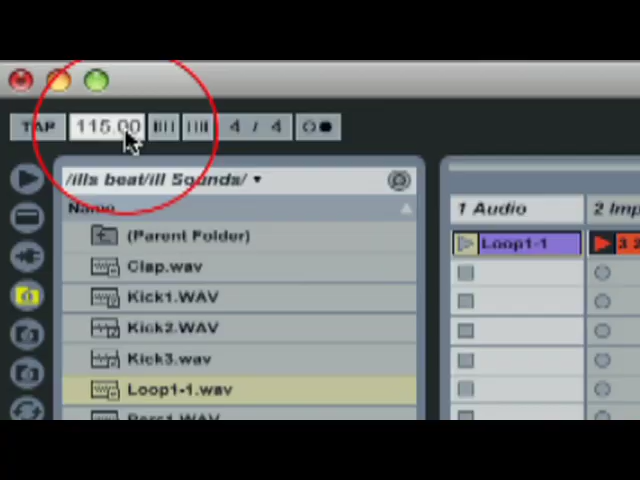 TAP 115.00 4 / 4
/ills beat/ill Sounds/
Name
(Parent Folder)
Clap.wav
Kick1.WAV
Kick2.WAV
Kick3.wav
Loop1-1.wav
1 Audio
2 Imp
Loop1-1